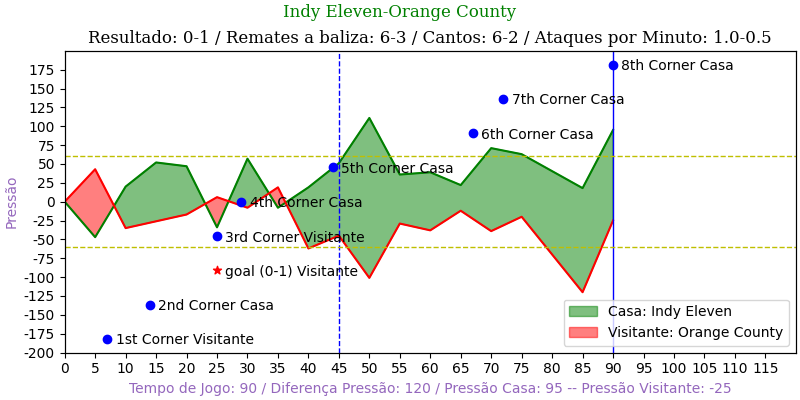 Indy Eleven-Orange County
Resultado: 0-1 / Remates a baliza: 6-3 / Cantos: 6-2 / Ataques por Minuto: 1.0-0.5
Pressão
175
150
125
100
75
50
25
0
-25
-50
-75
-100
-125
-150
-175
-200
8th Corner Casa
7th Corner Casa
6th Corner Casa
5th Corner Casa
4th Corner Casa
3rd Corner Visitante
goal (0-1) Visitante
2nd Corner Casa
1st Corner Visitante
Casa: Indy Eleven
Visitante: Orange County
0 5 10 15 20 25 30 35 40 45 50 55 60 65 70 75 80 85 90 95 100 105 110 115
Tempo de Jogo: 90 / Diferença Pressão: 120 / Pressão Casa: 95 -- Pressão Visitante: -25